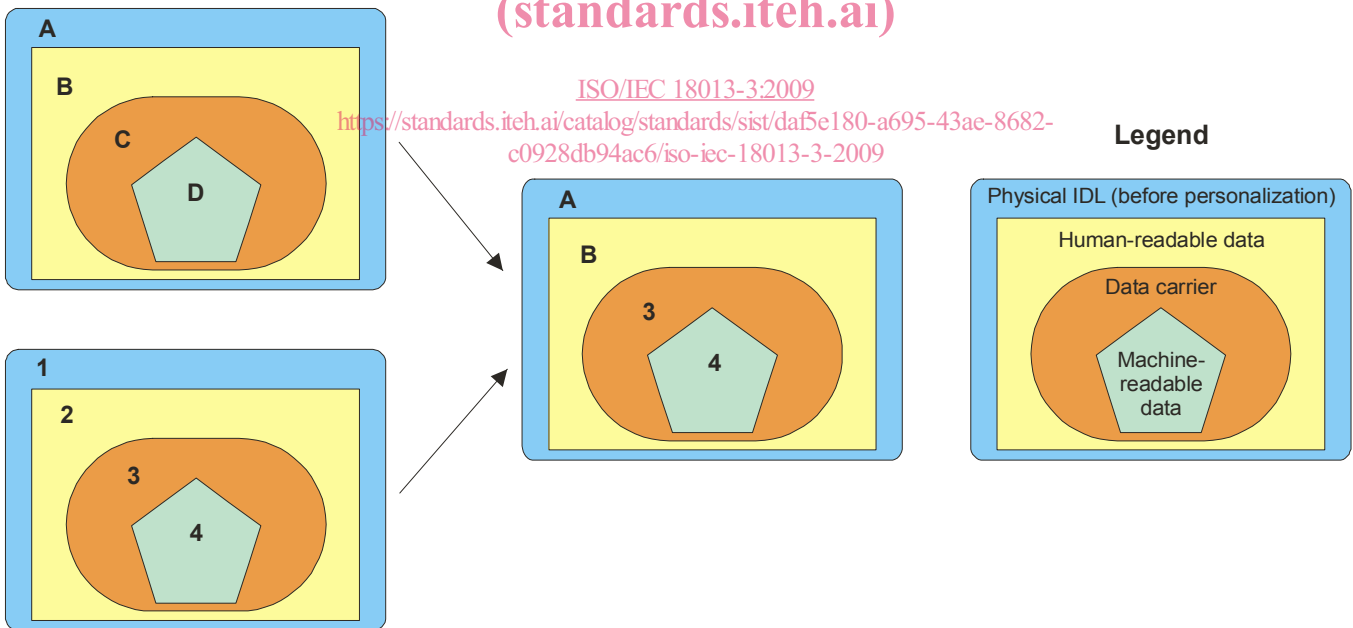 (standards.iteh.ai)
ISO/IEC 18013-3:2009
https://standards.iteh.ai/catalog/standards/sist/daf5e180-a695-43ae-8682-
c0928db94ac6/iso-iec-18013-3-2009
A
B
C
D
1
2
3
4
A
B
3
4
Legend
Physical IDL (before personalization)
Human-readable data
Data carrier
Machine-
readable
data